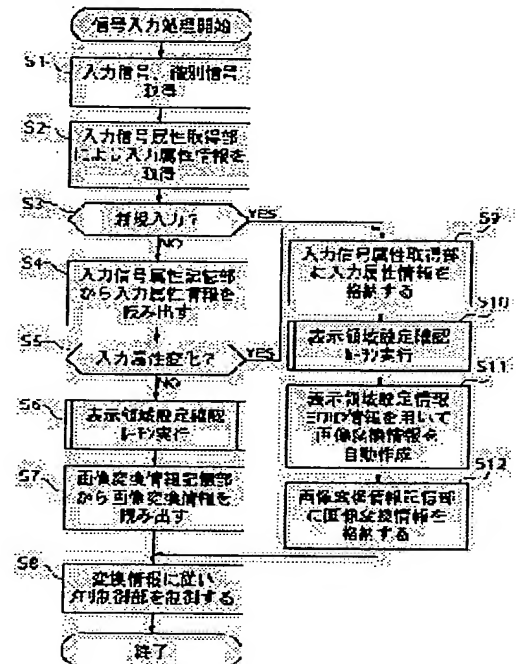 信号入力処理開始
S1
入力信号、識別信号
取得
S2
入力信号属性取得部
により入力属性情報を
取得
S3
新規入力?
YES
NO
S4
入力信号属性記憶部
から入力属性情報を
読み出す
S5
入力属性変化?
YES
NO
S6
表示領域設定確認
ルーチン実行
S7
画像変換情報記憶部
から画像変換情報を
読み出す
S8
変換情報に従い
制御部を制御する
終了
S9
入力信号属性取得部
に入力属性情報を
格納する
S10
表示領域設定確認
ルーチン実行
S11
表示領域設定情報
情報を用いて
画像変換情報を
自動作成
S12
画像変換情報記憶部
に画像変換情報を
格納する